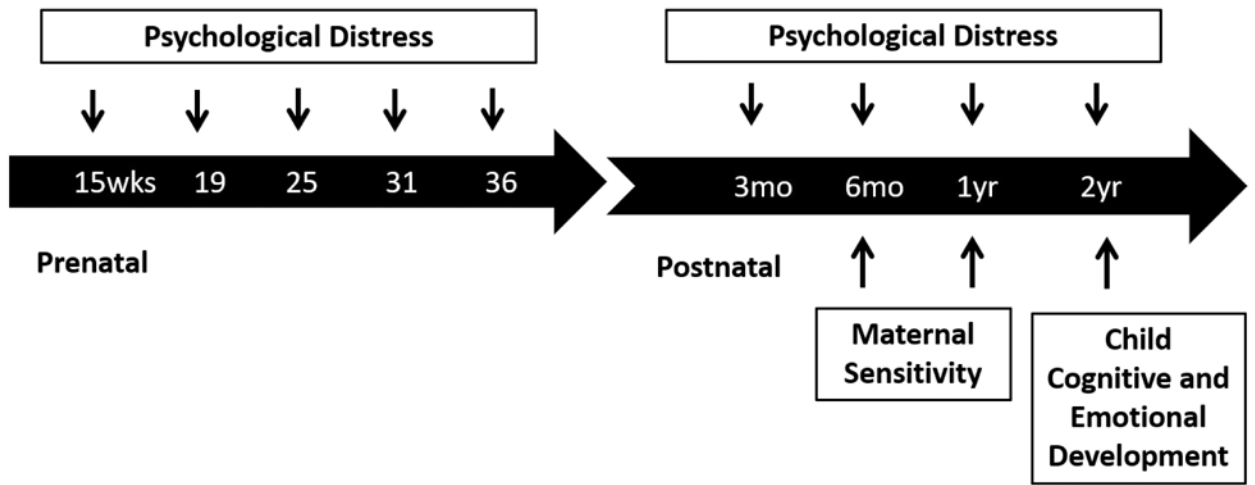 Psychological Distress
Psychological Distress
15wks 19 25 31 36
3mo 6mo 1yr 2yr
Prenatal
Postnatal
Maternal
Sensitivity
Child
Cognitive and
Emotional
Development